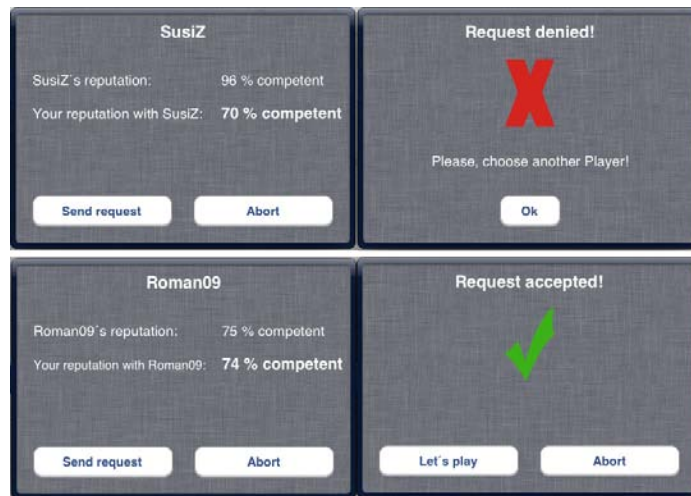 SusiZ
SusiZ´s reputation: 96 % competent
Your reputation with SusiZ: 70 % competent
Send request Abort
Request denied!
X
Please, choose another Player!
Ok
Roman09
Roman09´s reputation: 75 % competent
Your reputation with Roman09: 74 % competent
Send request Abort
Request accepted!
Let´s play Abort